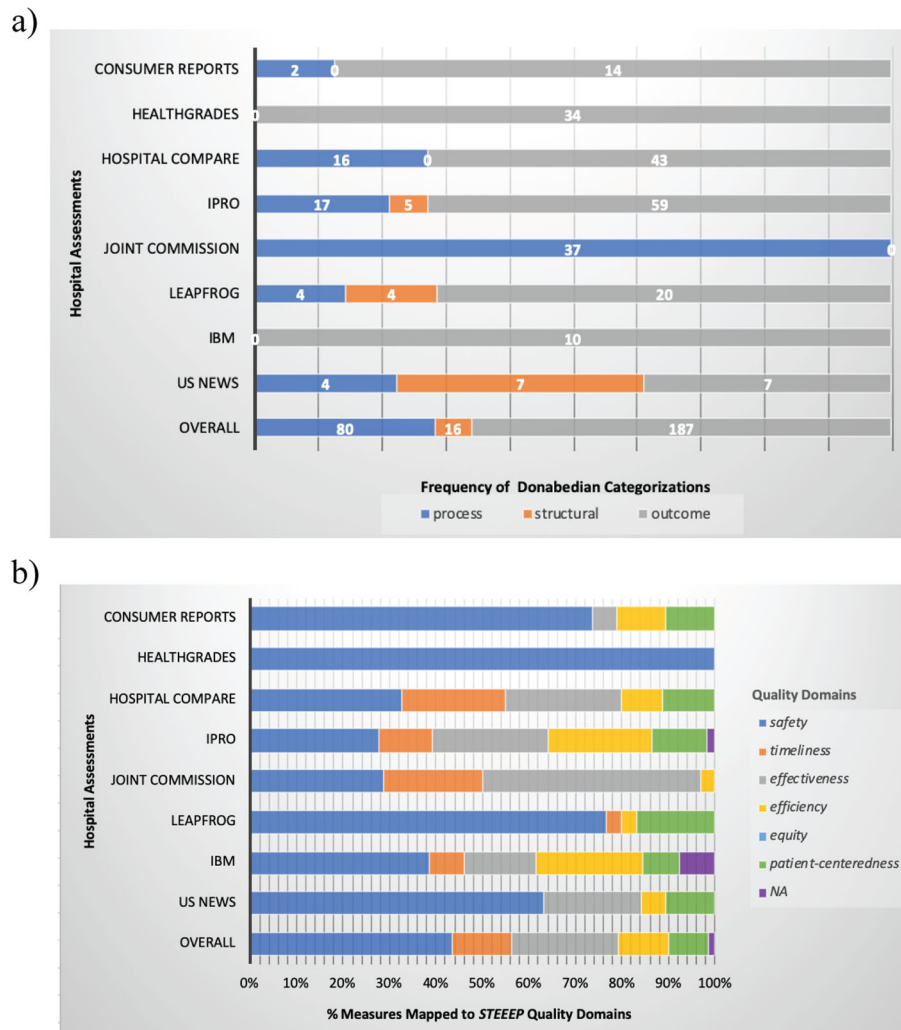 a)
CONSUMER REPORTS 2 0 14
HEALTHGRADES 0 34
HOSPITAL COMPARE 16 0 43
IPRO 17 5 59
JOINT COMMISSION 37 0
LEAPFROG 4 4 20
IBM 0 10
US NEWS 4 7 7
OVERALL 80 16 187
Hospital Assessments
Frequency of Donabedian Categorizations
process structural outcome
b)
CONSUMER REPORTS
HEALTHGRADES
HOSPITAL COMPARE
IPRO
JOINT COMMISSION
LEAPFROG
IBM
US NEWS
OVERALL
Hospital Assessments
0% 10% 20% 30% 40% 50% 60% 70% 80% 90% 100%
% Measures Mapped to STEEEP Quality Domains
Quality Domains
safety
timeliness
effectiveness
efficiency
equity
patient-centeredness
NA